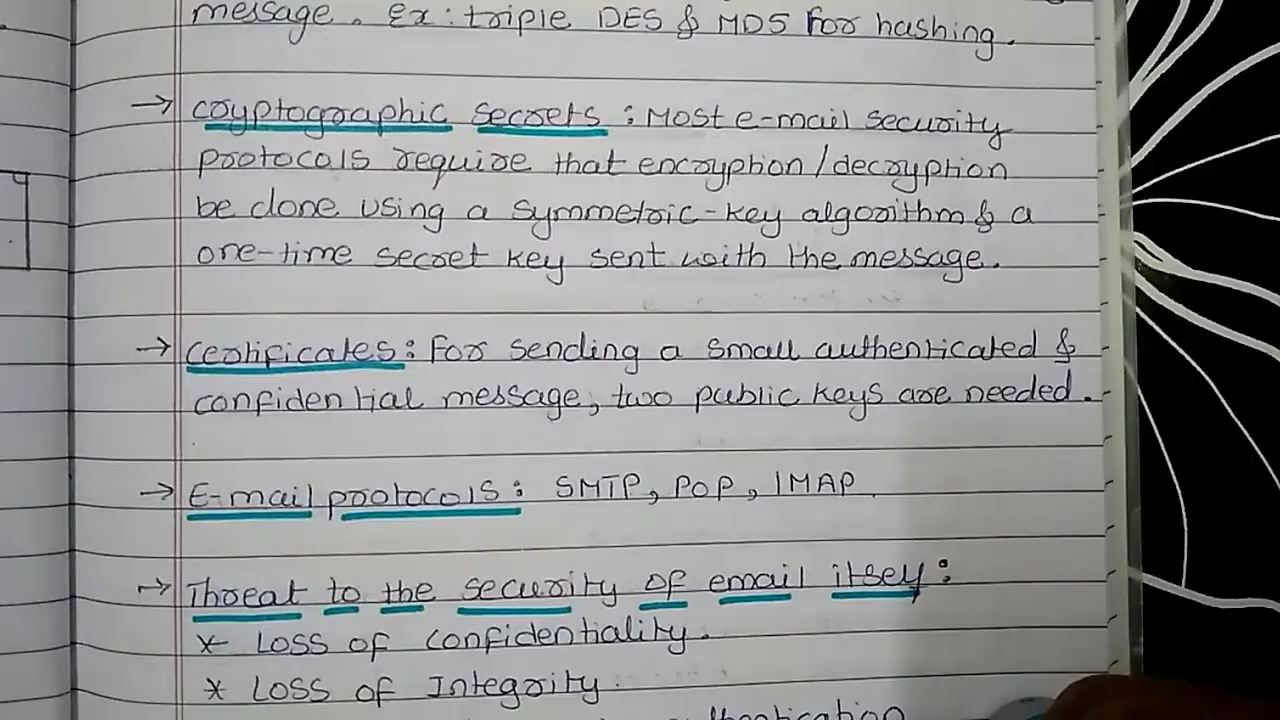 message. Ex: triple DES & MD5 For hashing.
→ Cryptographic Secrets : Most e-mail security
protocols require that encryption/decryption
be done using a symmetric-key algorithm & a
one-time secret key sent with the message.
→ Certificates: For sending a small authenticated &
confidential message, two public keys are needed.
→ E-mail protocols: SMTP, POP, IMAP.
→ Threat to the security of email itself:
* Loss of confidentiality.
* Loss of Integrity.